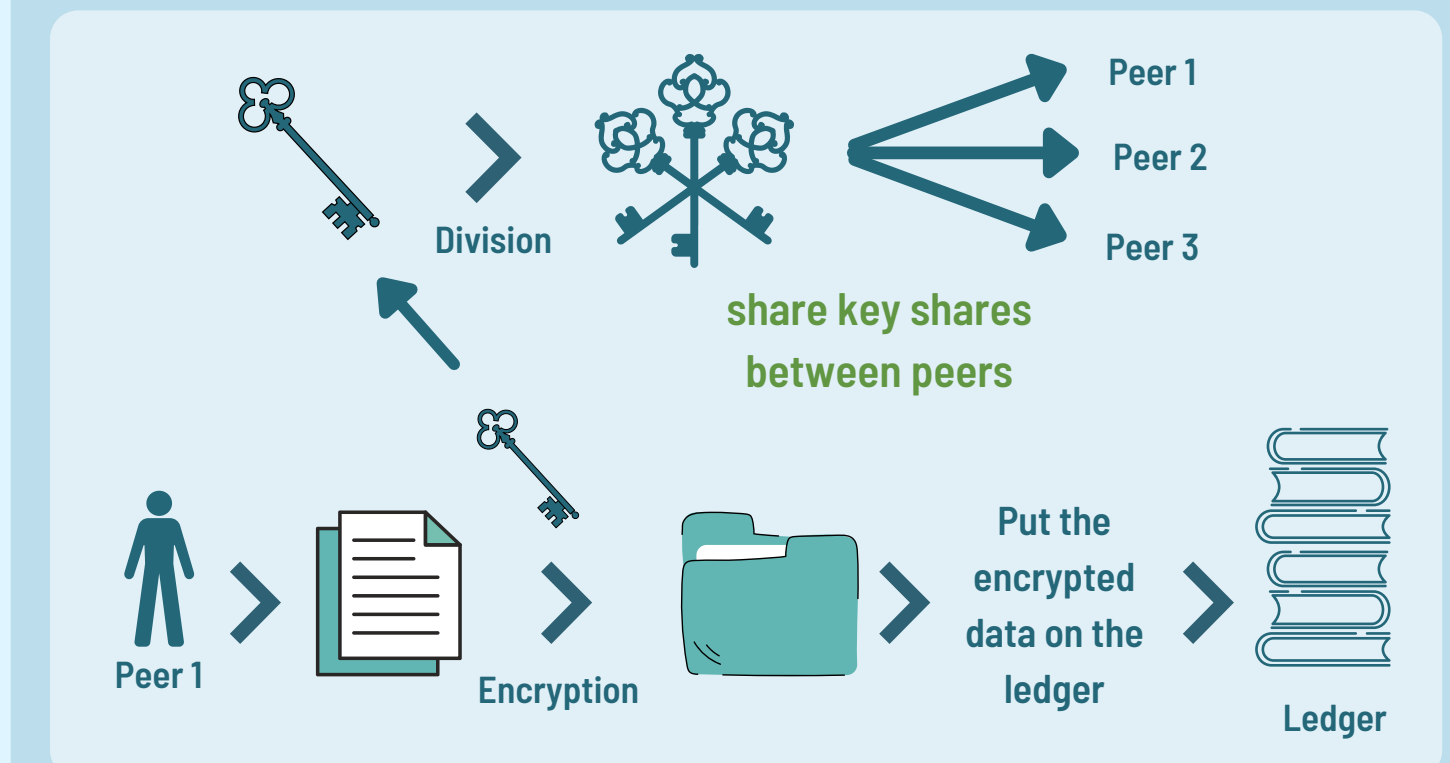 Peer 1
Peer 2
Division
Peer 3
share key shares
between peers
Put the
encrypted
data on the
ledger
Peer 1
Encryption
Ledger